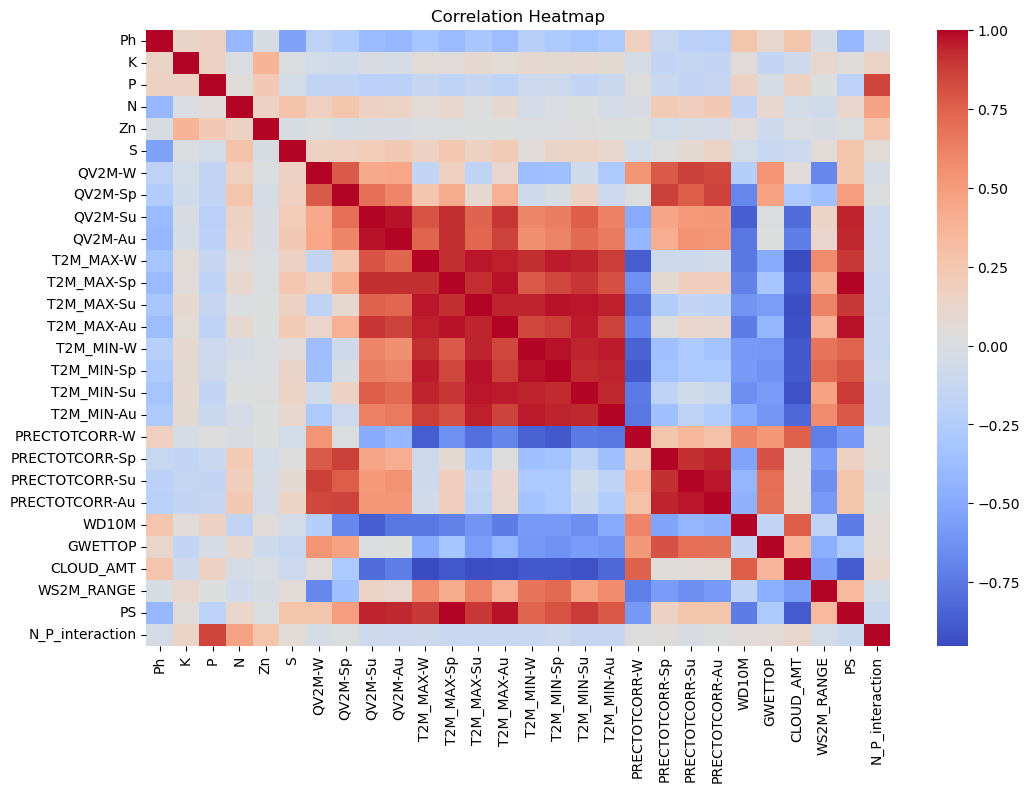 Correlation Heatmap
Ph
K
P
N
Zn
S
QV2M-W
QV2M-Sp
QV2M-Su
QV2M-Au
T2M_MAX-W
T2M_MAX-Sp
T2M_MAX-Su
T2M_MAX-Au
T2M_MIN-W
T2M_MIN-Sp
T2M_MIN-Su
T2M_MIN-Au
PRECTOTCORR-W
PRECTOTCORR-Sp
PRECTOTCORR-Su
PRECTOTCORR-Au
WD10M
GWETTOP
CLOUD_AMT
WS2M_RANGE
PS
N_P_interaction
Ph
K
P
N
Zn
S
QV2M-W
QV2M-Sp
QV2M-Su
QV2M-Au
T2M_MAX-W
T2M_MAX-Sp
T2M_MAX-Su
T2M_MAX-Au
T2M_MIN-W
T2M_MIN-Sp
T2M_MIN-Su
T2M_MIN-Au
PRECTOTCORR-W
PRECTOTCORR-Sp
PRECTOTCORR-Su
PRECTOTCORR-Au
WD10M
GWETTOP
CLOUD_AMT
WS2M_RANGE
PS
N_P_interaction
1.00
0.75
0.50
0.25
0.00
−0.25
−0.50
−0.75